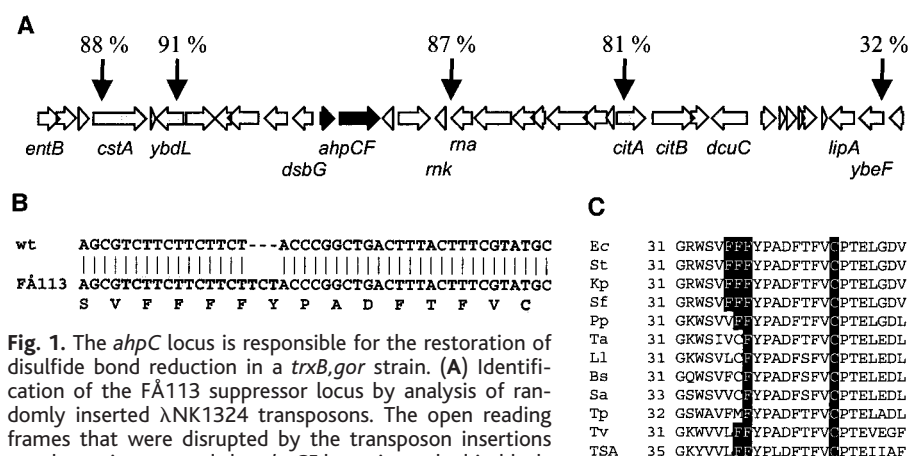 A
88 % 91 % 87 % 81 % 32 %
entB cstA ybdL dsbG ahpCF rnk rna citA citB dcuC lipA ybeF
B
wt AGCGTCTTCTTCTTCT---ACCCGGCTGACTTTACTTTCGTATGC
FÅ113 AGCGTCTTCTTCTTCTTCTACCCGGCTGACTTTACTTTCGTATGC
S V F F F F Y P A D F T F V C
Fig. 1. The ahpC locus is responsible for the restoration of
disulfide bond reduction in a trxB,gor strain. (A) Identifi-
cation of the FÅ113 suppressor locus by analysis of ran-
domly inserted λNK1324 transposons. The open reading
frames that were disrupted by the transposon insertions
C
Ec 31 GRWSVFFFYPADFTFVCPTELGDV
St 31 GRWSVFFFYPADFTFVCPTELGDV
Kp 31 GRWSVFFFYPADFTFVCPTELGDV
Sf 31 GRWSVFFFYPADFTFVCPTELGDV
Pp 31 GKWSVVFFYPADFTFVCPTELGDL
Ta 31 GKWSIVCFYPADFTFVCPTELEDL
Ll 31 GKWSVLCFYPADFSFVCPTELEDL
Bs 31 GQWSVFCFYPADFSFVCPTELEDL
Sa 33 GSWSVVCFYPADFSFVCPTELEDL
Tp 32 GSWAVFMFYPADFTFVCPTELADL
Tv 31 GKWVVLFFYPADFTFVCPTEVEGF
TSA 35 GKYVVLFFYPLDFTFVCPTEIIAF